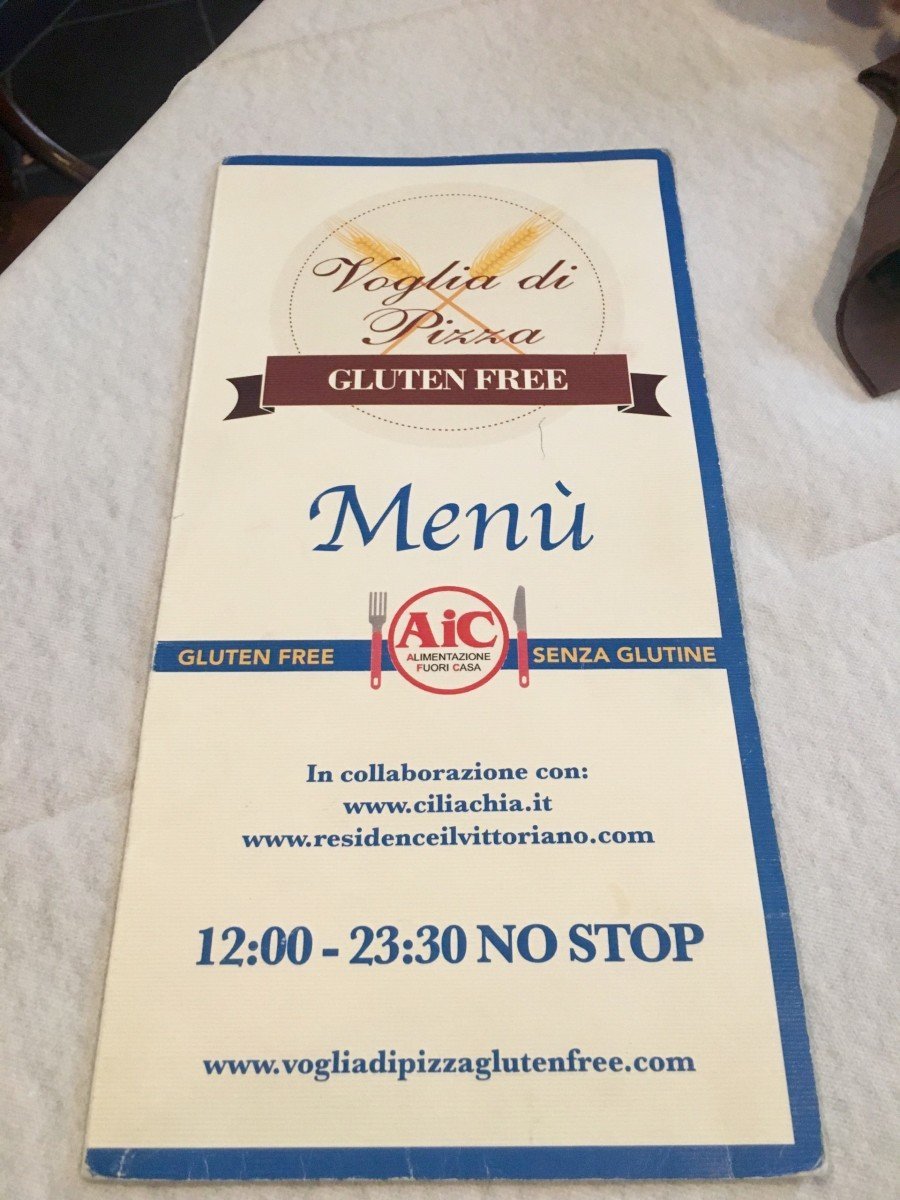 Voglia di
Pizza
GLUTEN FREE
Menù
GLUTEN FREE
AiC
ALIMENTAZIONE
FUORI CASA
SENZA GLUTINE
In collaborazione con:
www.ciliachia.it
www.residenceilvittoriano.com
12:00 - 23:30 NO STOP
www.vogliadipizzaglutenfree.com